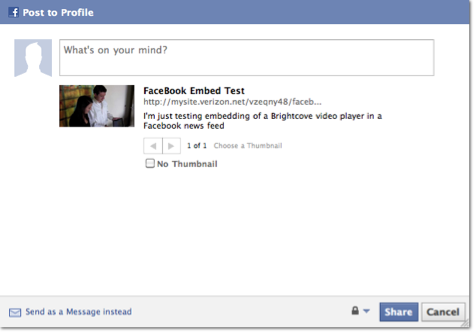 Post to Profile
What's on your mind?
FaceBook Embed Test
http://mysite.verizon.net/vzeqny48/faceb...
I'm just testing embedding of a Brightcove video player in a
Facebook news feed
1 of 1 Choose a Thumbnail
No Thumbnail
Send as a Message instead
Share Cancel